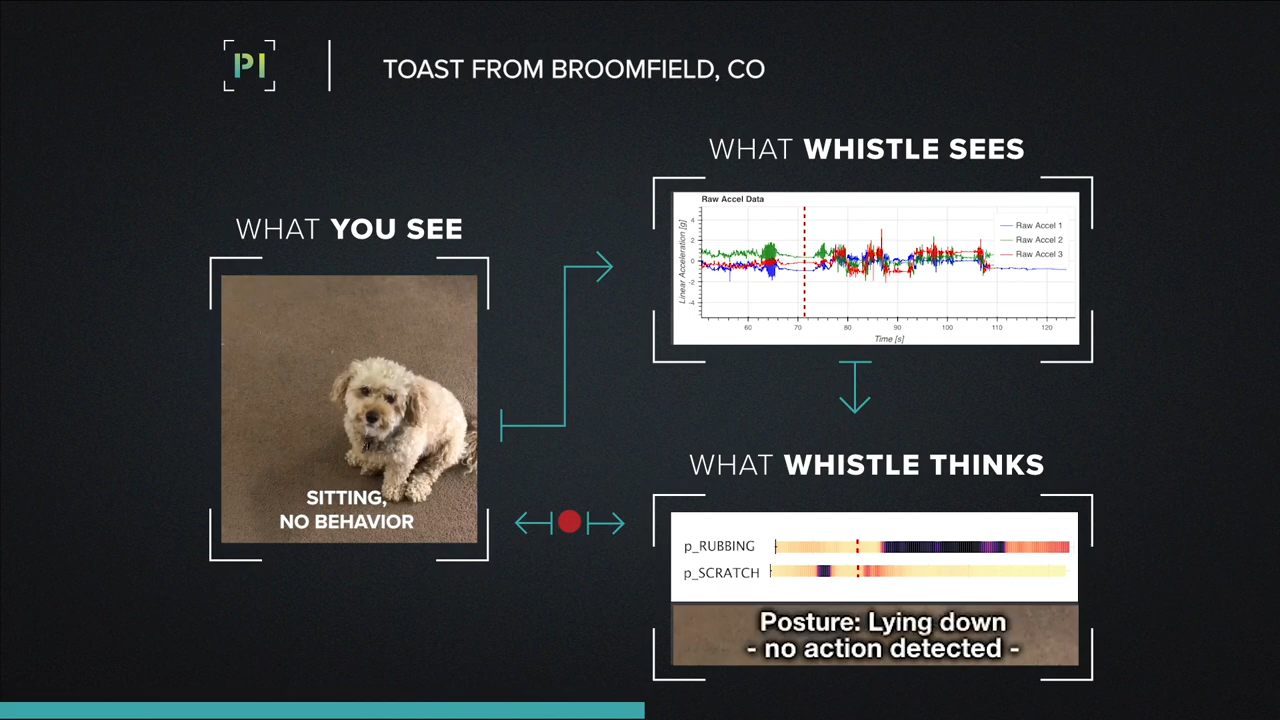 PI
TOAST FROM BROOMFIELD, CO
WHAT YOU SEE
SITTING,
NO BEHAVIOR
WHAT WHISTLE SEES
Raw Accel Data
Linear Acceleration [g]
4
2
0
-2
-4
Raw Accel 1
Raw Accel 2
Raw Accel 3
60 70 80 90 100 110 120
Time [s]
WHAT WHISTLE THINKS
p_RUBBING
p_SCRATCH
Posture: Lying down
- no action detected -